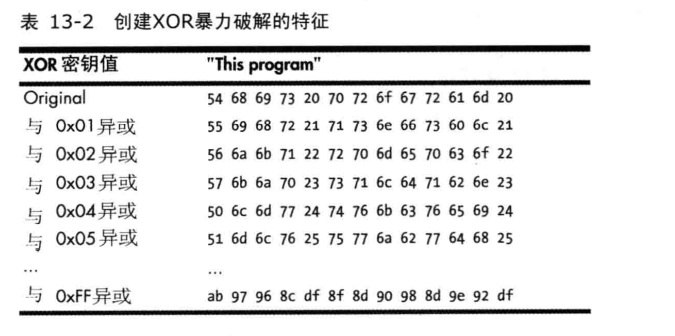 表 13-2 创建XOR暴力破解的特征
XOR 密钥值 "This program"
Original 54 68 69 73 20 70 72 6f 67 72 61 6d 20
与 0x01异或 55 69 68 72 21 71 73 6e 66 73 60 6c 21
与 0x02异或 56 6a 6b 71 22 72 70 6d 65 70 63 6f 22
与 0x03异或 57 6b 6a 70 23 73 71 6c 64 71 62 6e 23
与 0x04异或 50 6c 6d 77 24 74 76 6b 63 76 65 69 24
与 0x05异或 51 6d 6c 76 25 75 77 6a 62 77 64 68 25
... ...
与 0xFF异或 ab 97 96 8c df 8f 8d 90 98 8d 9e 92 df